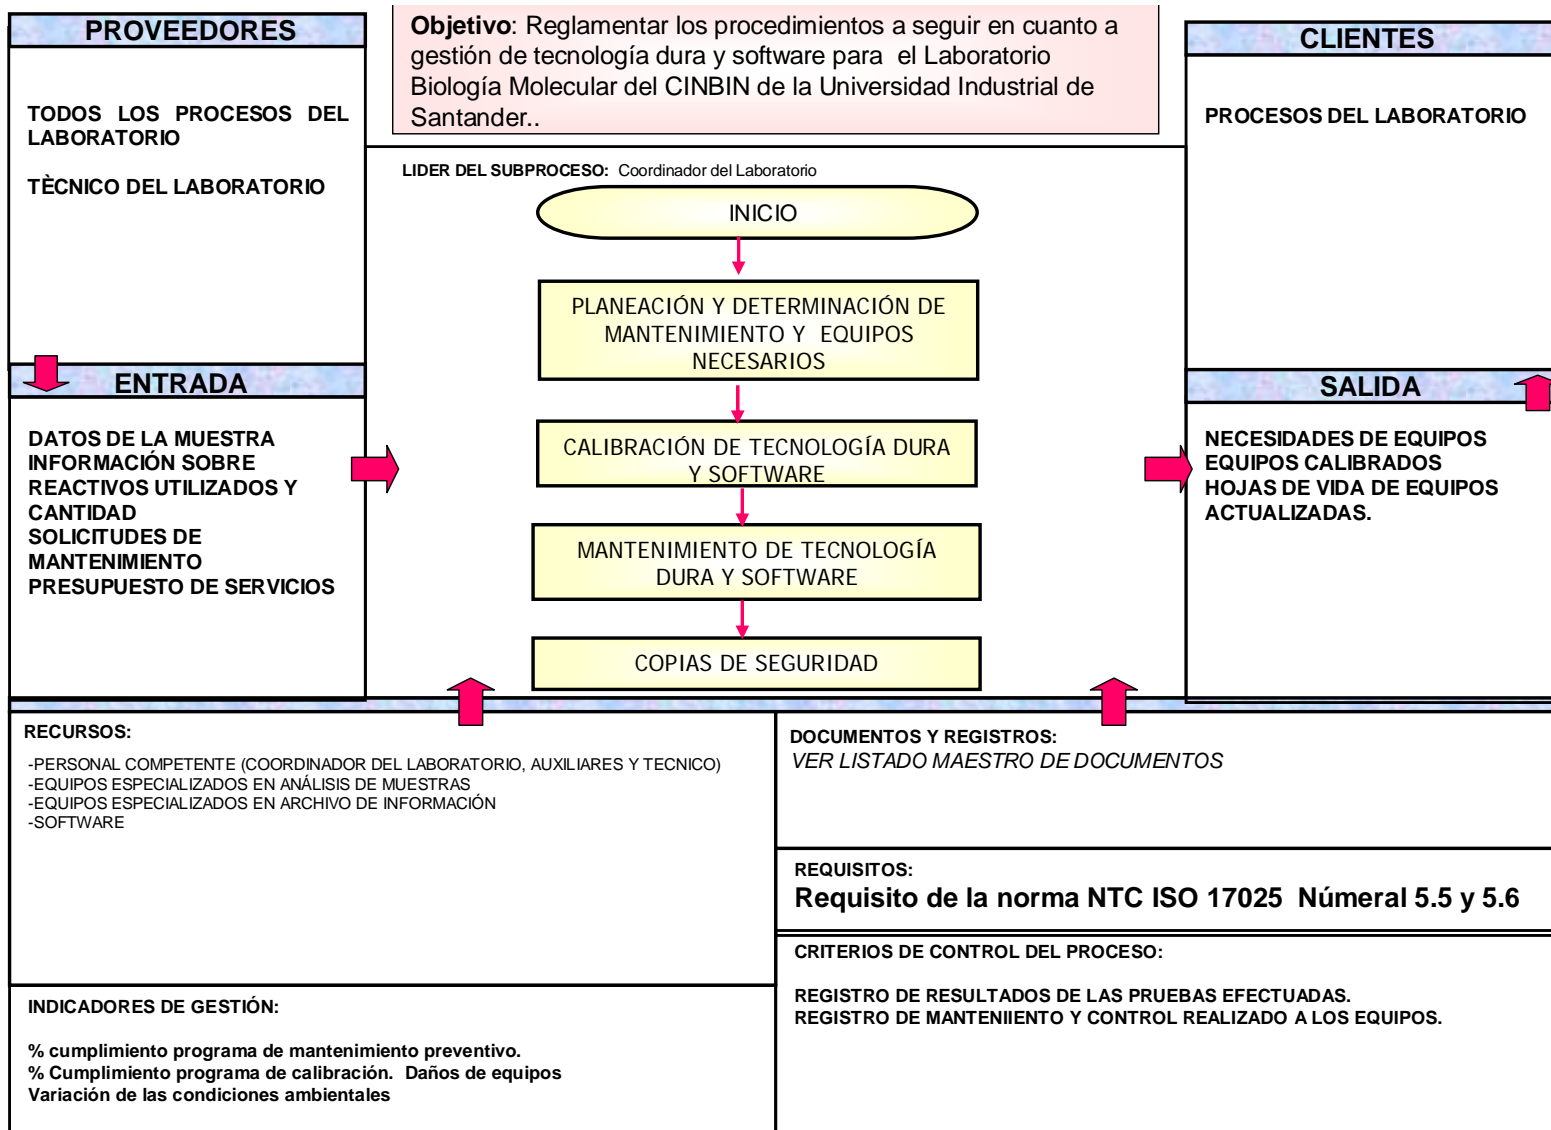 PROVEEDORES
TODOS LOS PROCESOS DEL
LABORATORIO
TÈCNICO DEL LABORATORIO
Objetivo: Reglamentar los procedimientos a seguir en cuanto a
gestión de tecnología dura y software para el Laboratorio
Biología Molecular del CINBIN de la Universidad Industrial de
Santander..
CLIENTES
PROCESOS DEL LABORATORIO
LIDER DEL SUBPROCESO: Coordinador del Laboratorio
INICIO
PLANEACIÓN Y DETERMINACIÓN DE
MANTENIMIENTO Y EQUIPOS
NECESARIOS
CALIBRACIÓN DE TECNOLOGÍA DURA
Y SOFTWARE
MANTENIMIENTO DE TECNOLOGÍA
DURA Y SOFTWARE
COPIAS DE SEGURIDAD
ENTRADA
DATOS DE LA MUESTRA
INFORMACIÓN SOBRE
REACTIVOS UTILIZADOS Y
CANTIDAD
SOLICITUDES DE
MANTENIMIENTO
PRESUPUESTO DE SERVICIOS
SALIDA
NECESIDADES DE EQUIPOS
EQUIPOS CALIBRADOS
HOJAS DE VIDA DE EQUIPOS
ACTUALIZADAS.
RECURSOS:
-PERSONAL COMPETENTE (COORDINADOR DEL LABORATORIO, AUXILIARES Y TECNICO)
-EQUIPOS ESPECIALIZADOS EN ANÁLISIS DE MUESTRAS
-EQUIPOS ESPECIALIZADOS EN ARCHIVO DE INFORMACIÓN
-SOFTWARE
DOCUMENTOS Y REGISTROS:
VER LISTADO MAESTRO DE DOCUMENTOS
REQUISITOS:
Requisito de la norma NTC ISO 17025 Númeral 5.5 y 5.6
CRITERIOS DE CONTROL DEL PROCESO:
REGISTRO DE RESULTADOS DE LAS PRUEBAS EFECTUADAS.
REGISTRO DE MANTENIIENTO Y CONTROL REALIZADO A LOS EQUIPOS.
INDICADORES DE GESTIÓN:
% cumplimiento programa de mantenimiento preventivo.
% Cumplimiento programa de calibración. Daños de equipos
Variación de las condiciones ambientales